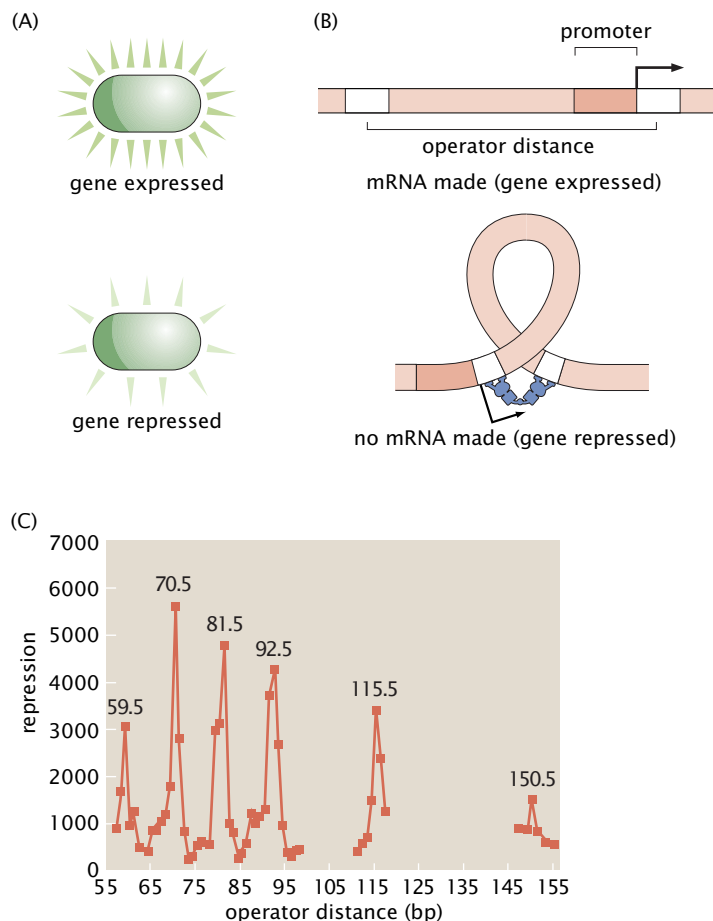 (A)
gene expressed
gene repressed
(B)
promoter
operator distance
mRNA made (gene expressed)
no mRNA made (gene repressed)
(C)
repression
7000
6000
5000
4000
3000
2000
1000
0
59.5
70.5
81.5
92.5
115.5
150.5
55 65 75 85 95 105 115 125 135 145 155
operator distance (bp)